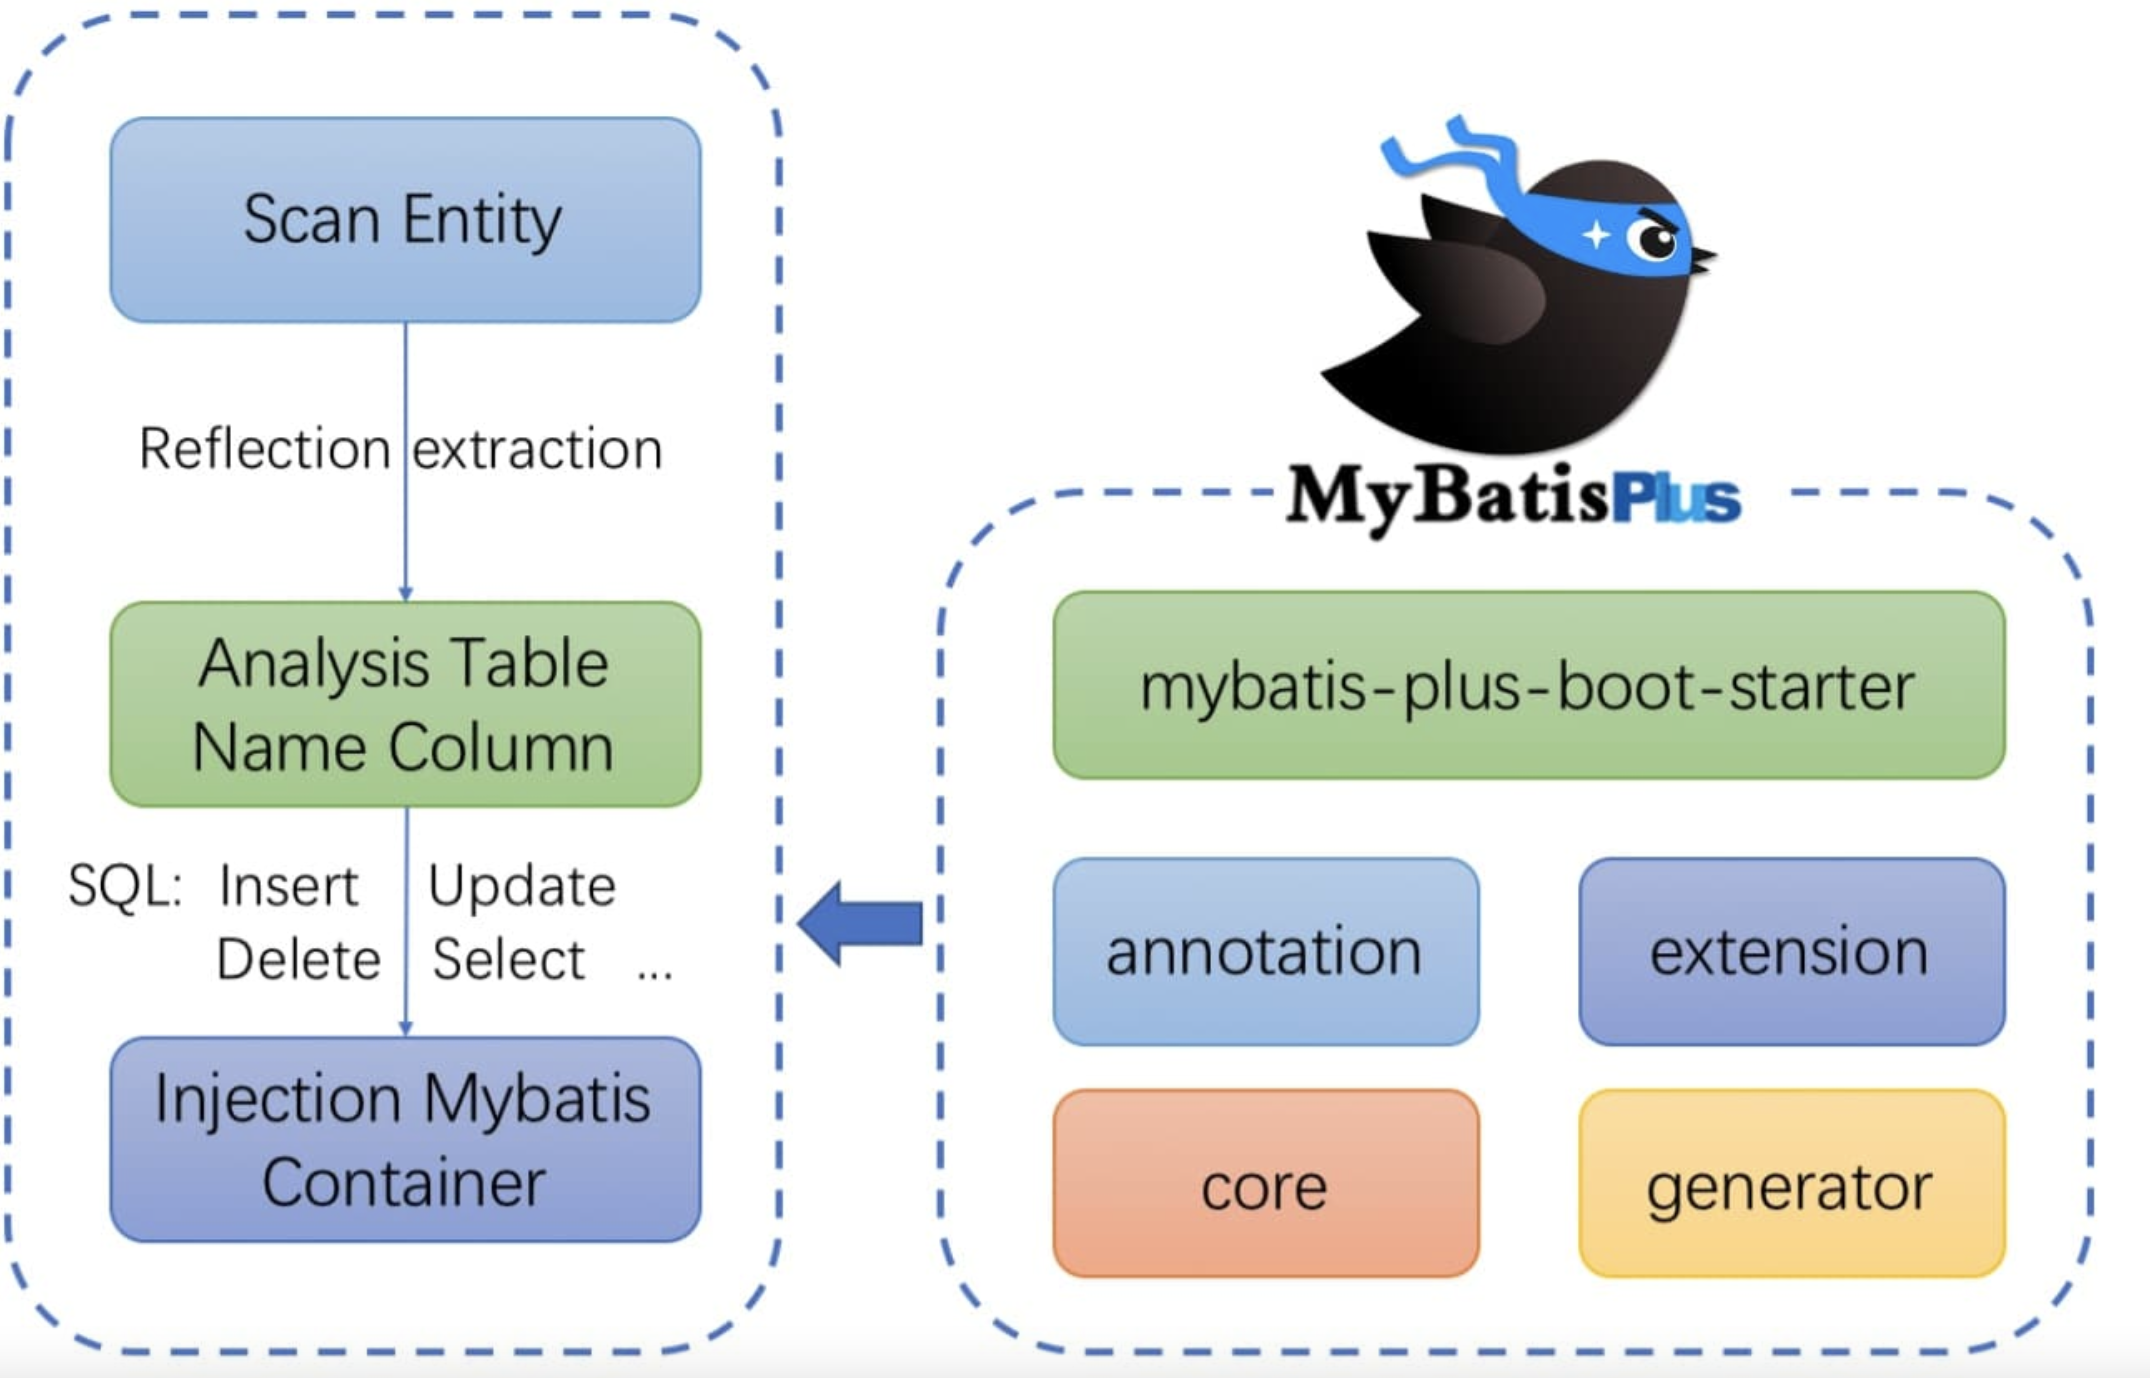 Scan Entity
Reflection extraction
Analysis Table
Name Column
SQL: Insert Update
Delete Select ...
Injection Mybatis
Container
MyBatisPlus
mybatis-plus-boot-starter
annotation
extension
core
generator